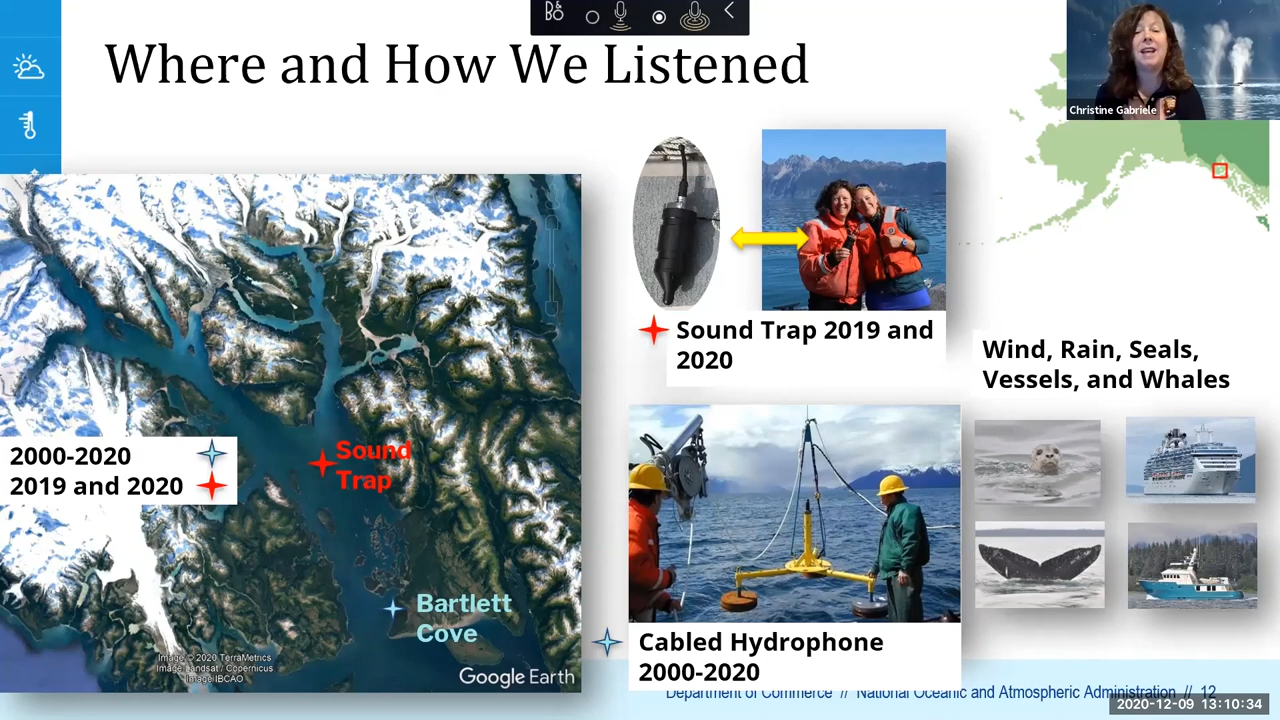 Where and How We Listened
Christine Gabriele
Sound Trap 2019 and
2020
Wind, Rain, Seals,
Vessels, and Whales
2000-2020
2019 and 2020
Sound
Trap
Bartlett
Cove
Image © 2020 TerraMetrics
Image Landsat / Copernicus
Image IBCAO
Google Earth
Cabled Hydrophone
2000-2020
Department of Commerce // National Oceanic and Atmospheric Administration // 12
2020-12-09 13:10:34